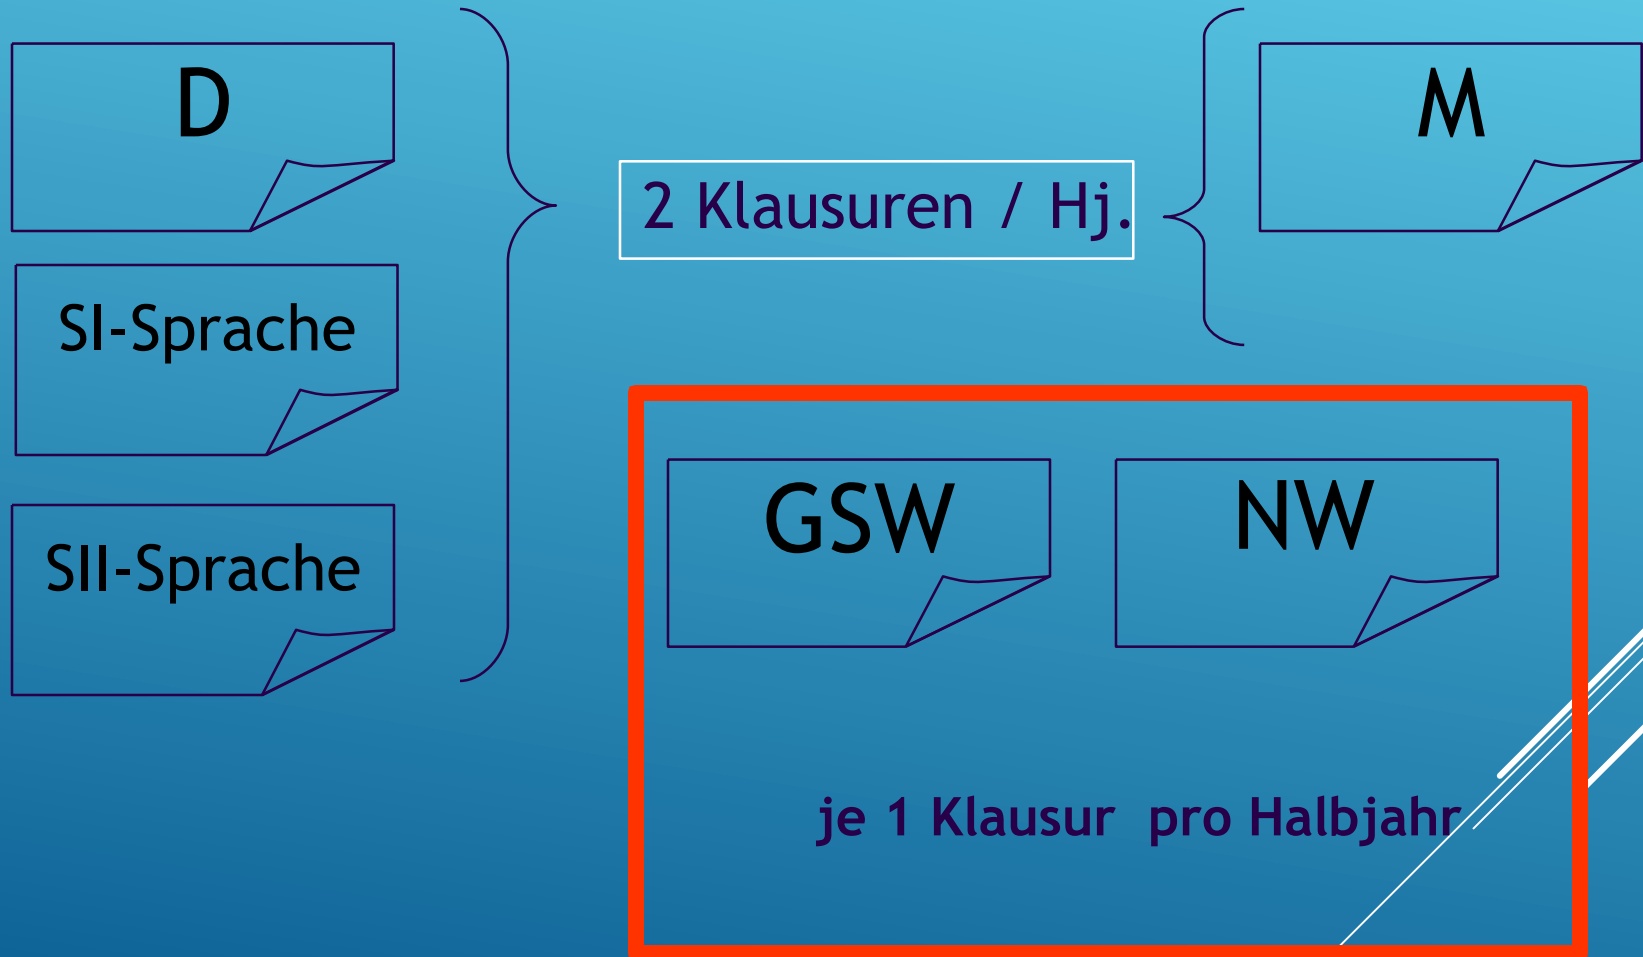 D
SI-Sprache
SII-Sprache
2 Klausuren / Hj.
M
GSW
NW
je 1 Klausur pro Halbjahr